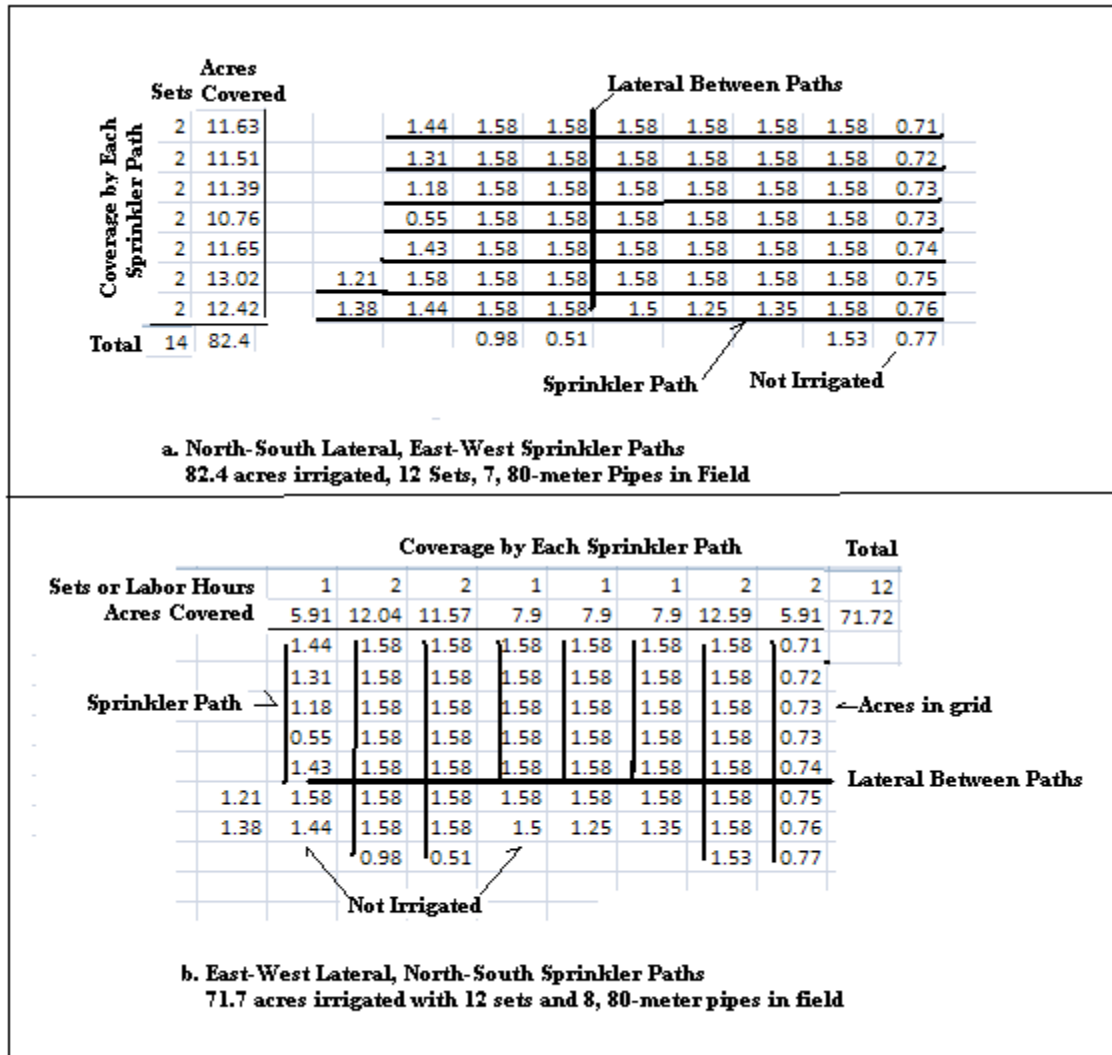 Acres
Sets Covered
Lateral Between Paths
Coverage by Each
Sprinkler Path
2 11.63 1.44 1.58 1.58 1.58 1.58 1.58 1.58 0.71
2 11.51 1.31 1.58 1.58 1.58 1.58 1.58 1.58 0.72
2 11.39 1.18 1.58 1.58 1.58 1.58 1.58 1.58 0.73
2 10.76 0.55 1.58 1.58 1.58 1.58 1.58 1.58 0.73
2 11.65 1.43 1.58 1.58 1.58 1.58 1.58 1.58 0.74
2 13.02 1.21 1.58 1.58 1.58 1.58 1.58 1.58 1.58 0.75
2 12.42 1.38 1.44 1.58 1.58 1.5 1.25 1.35 1.58 0.76
Total 14 82.4 0.98 0.51 1.53 0.77
Sprinkler Path Not Irrigated
a. North-South Lateral, East-West Sprinkler Paths
82.4 acres irrigated, 12 Sets, 7, 80-meter Pipes in Field
Coverage by Each Sprinkler Path Total
Sets or Labor Hours 1 2 2 1 1 1 2 2 12
Acres Covered 5.91 12.04 11.57 7.9 7.9 7.9 12.59 5.91 71.72
1.44 1.58 1.58 1.58 1.58 1.58 1.58 0.71
1.31 1.58 1.58 1.58 1.58 1.58 1.58 0.72
Sprinkler Path 1.18 1.58 1.58 1.58 1.58 1.58 1.58 0.73 Acres in grid
0.55 1.58 1.58 1.58 1.58 1.58 1.58 0.73
1.43 1.58 1.58 1.58 1.58 1.58 1.58 0.74
Lateral Between Paths
1.21 1.58 1.58 1.58 1.58 1.58 1.58 1.58 0.75
1.38 1.44 1.58 1.58 1.5 1.25 1.35 1.58 0.76
0.98 0.51 1.53 0.77
Not Irrigated
b. East-West Lateral, North-South Sprinkler Paths
71.7 acres irrigated with 12 sets and 8, 80-meter pipes in field